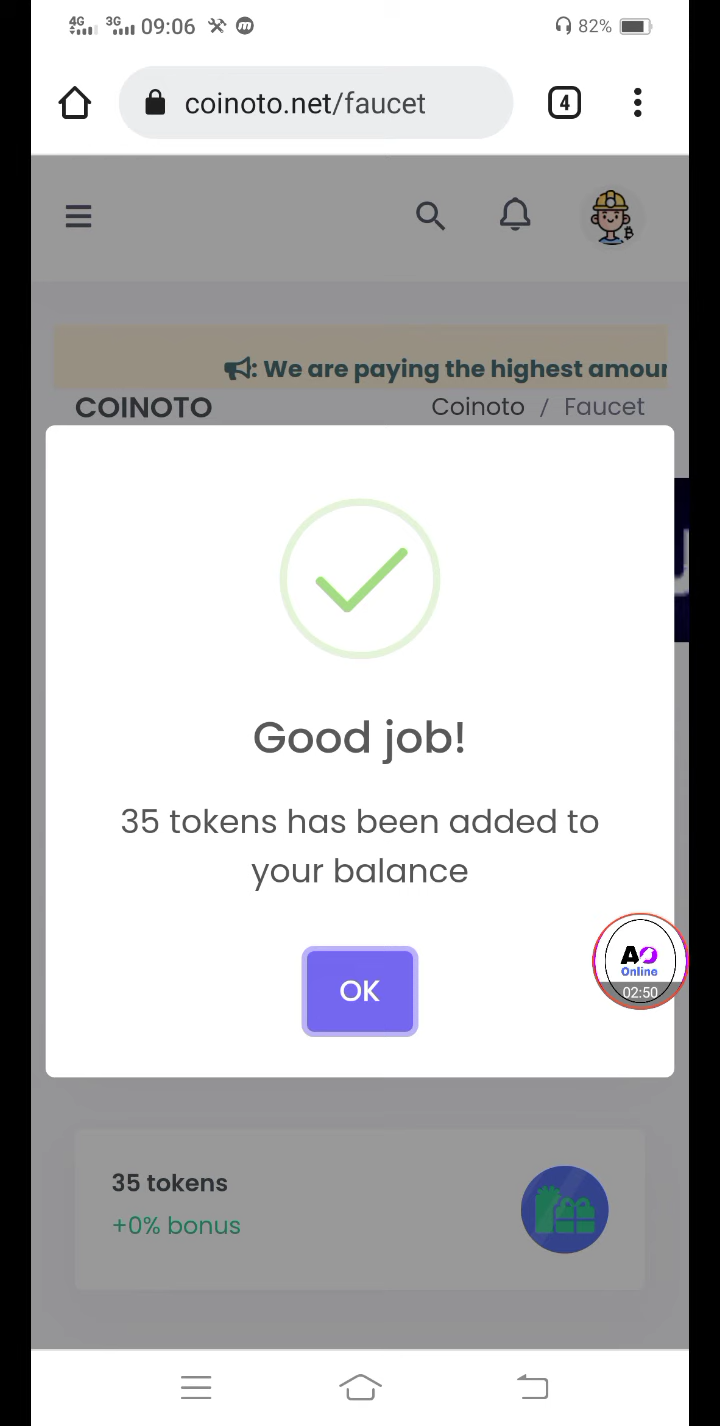 4G 3G 09:06 82%
coinoto.net/faucet 4
: We are paying the highest amour
COINOTO Coinoto / Faucet
Good job!
35 tokens has been added to
your balance
OK
AO
Online
02:50
35 tokens
+0% bonus